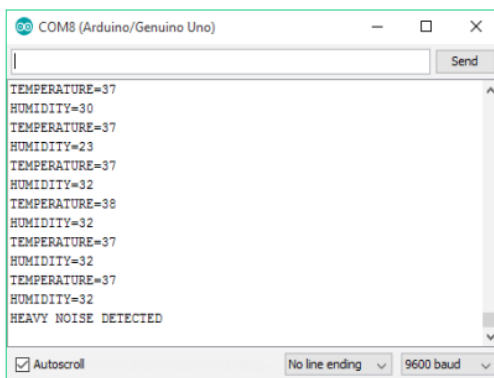 COM8 (Arduino/Genuino Uno)
Send
TEMPERATURE=37
HUMIDITY=30
TEMPERATURE=37
HUMIDITY=23
TEMPERATURE=37
HUMIDITY=32
TEMPERATURE=38
HUMIDITY=32
TEMPERATURE=37
HUMIDITY=32
TEMPERATURE=37
HUMIDITY=32
HEAVY NOISE DETECTED
Autoscroll No line ending 9600 baud